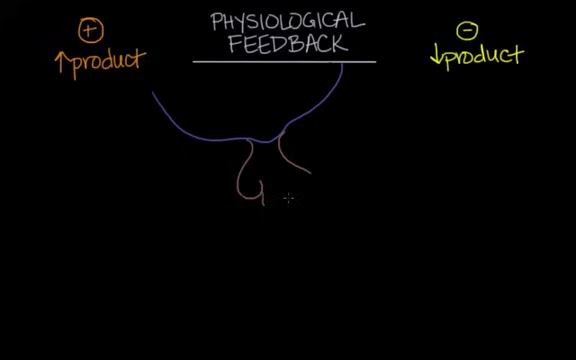 PHYSIOLOGICAL
FEEDBACK
+
↑product
-
↓product